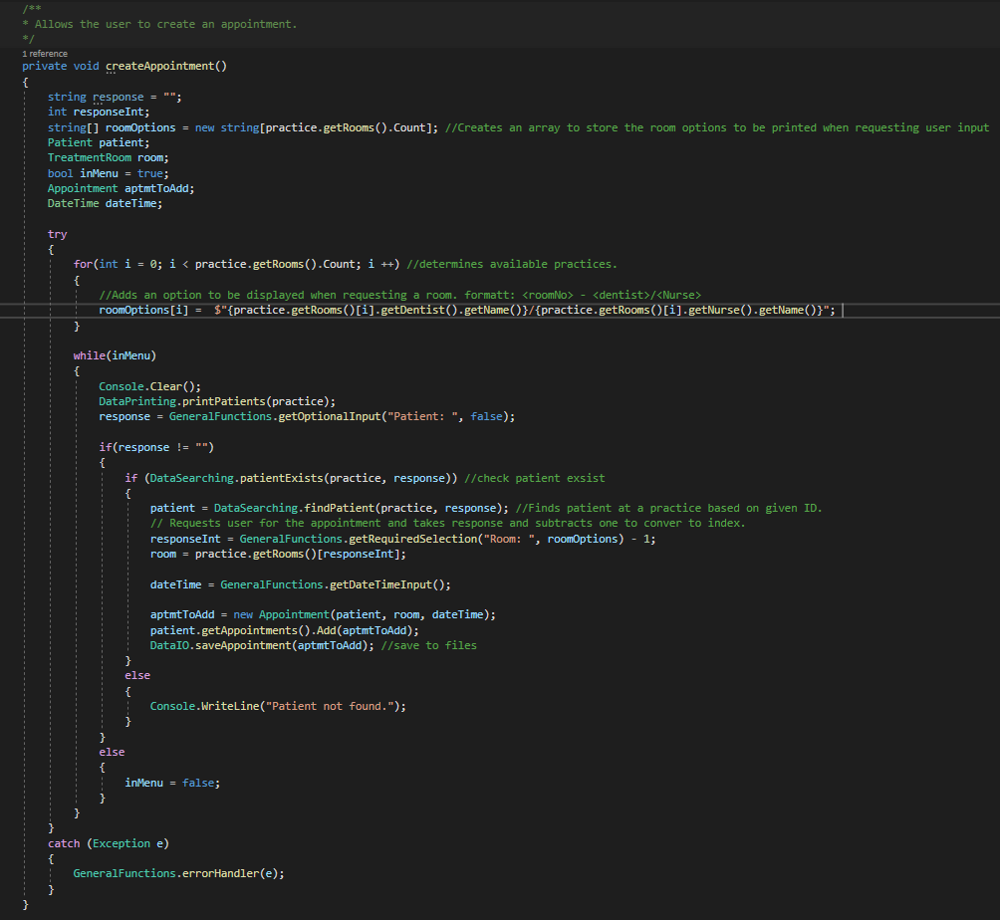 /**
* Allows the user to create an appointment.
*/
1 reference
private void createAppointment()
{
string response = "";
int responseInt;
string[] roomOptions = new string[practice.getRooms().Count]; //Creates an array to store the room options to be printed when requesting user input
Patient patient;
TreatmentRoom room;
bool inMenu = true;
Appointment aptmtToAdd;
DateTime dateTime;
try
{
for(int i = 0; i < practice.getRooms().Count; i ++) //determines available practices.
{
//Adds an option to be displayed when requesting a room. formatt: <roomNo> - <dentist>/<Nurse>
roomOptions[i] =  $"{practice.getRooms()[i].getDentist().getName()}/{practice.getRooms()[i].getNurse().getName()}";
}
while(inMenu)
{
Console.Clear();
DataPrinting.printPatients(practice);
response = GeneralFunctions.getOptionalInput("Patient: ", false);
if(response != "")
{
if (DataSearching.patientExists(practice, response)) //check patient exsist
{
patient = DataSearching.findPatient(practice, response); //Finds patient at a practice based on given ID.
// Requests user for the appointment and takes response and subtracts one to conver to index.
responseInt = GeneralFunctions.getRequiredSelection("Room: ", roomOptions) - 1;
room = practice.getRooms()[responseInt];
dateTime = GeneralFunctions.getDateTimeInput();
aptmtToAdd = new Appointment(patient, room, dateTime);
patient.getAppointments().Add(aptmtToAdd);
DataIO.saveAppointment(aptmtToAdd); //save to files
}
else
{
Console.WriteLine("Patient not found.");
}
}
else
{
inMenu = false;
}
}
}
catch (Exception e)
{
GeneralFunctions.errorHandler(e);
}
}